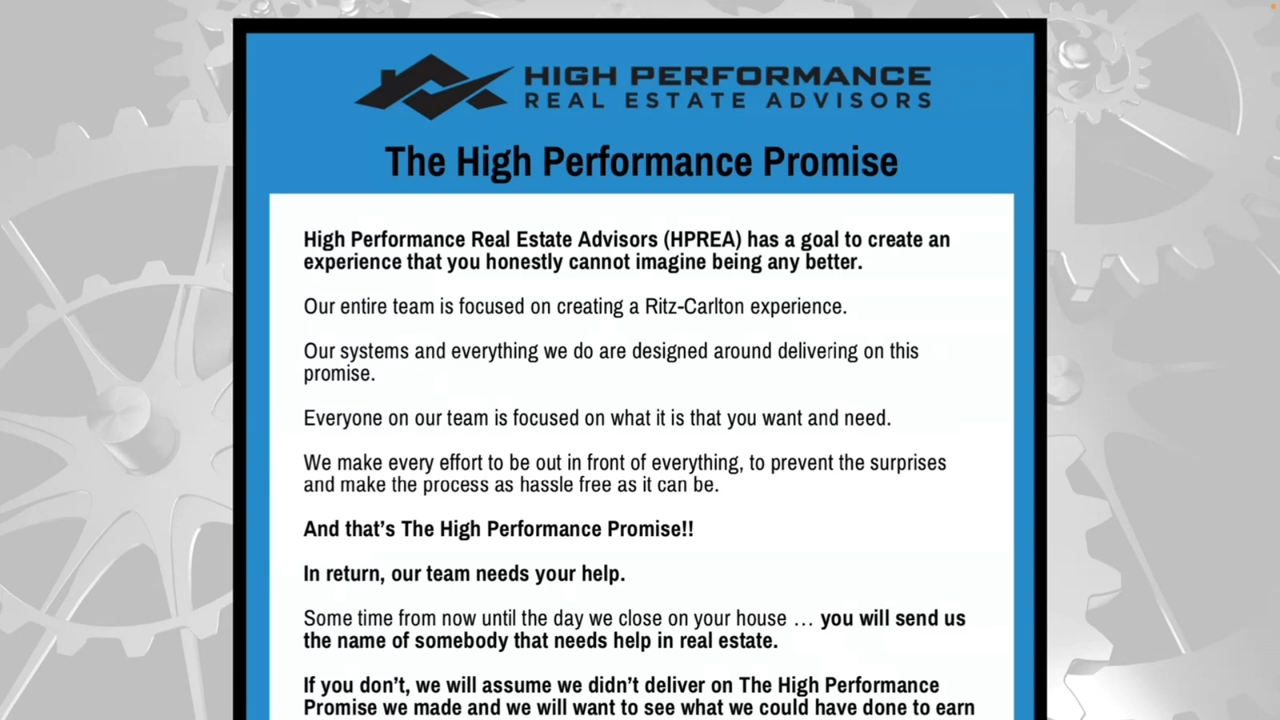 HIGH PERFORMANCE
REAL ESTATE ADVISORS
The High Performance Promise
High Performance Real Estate Advisors (HPREA) has a goal to create an
experience that you honestly cannot imagine being any better.
Our entire team is focused on creating a Ritz-Carlton experience.
Our systems and everything we do are designed around delivering on this
promise.
Everyone on our team is focused on what it is that you want and need.
We make every effort to be out in front of everything, to prevent the surprises
and make the process as hassle free as it can be.
And that’s The High Performance Promise!!
In return, our team needs your help.
Some time from now until the day we close on your house … you will send us
the name of somebody that needs help in real estate.
If you don’t, we will assume we didn’t deliver on The High Performance
Promise we made and we will want to see what we could have done to earn